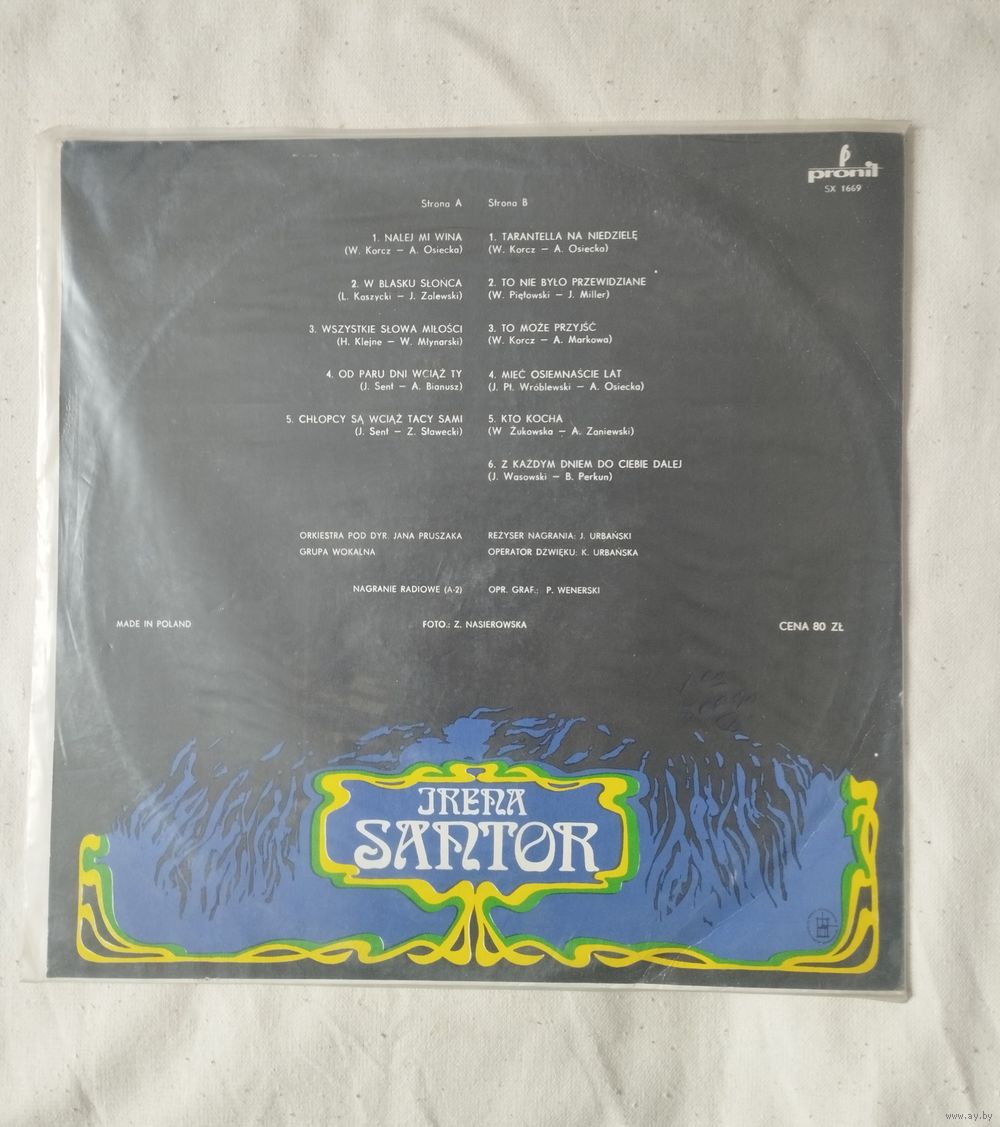 pronit
SX 1669
Strona A
1. NALEJ MI WINA
(W. Korcz – A. Osiecka)
2. W BLASKU SŁOŃCA
(L. Kaszycki – J. Zalewski)
3. WSZYSTKIE SŁOWA MIŁOŚCI
(H. Klejne – W. Młynarski)
4. OD PARU DNI WCIĄŻ TY
(J. Sent – A. Bianusz)
5. CHŁOPCY SĄ WCIĄŻ TACY SAMI
(J. Sent – Z. Stawecki)
Strona B
1. TARANTELLA NA NIEDZIELĘ
(W. Korcz – A. Osiecka)
2. TO NIE BYŁO PRZEWIDZIANE
(W. Piętowski – J. Miller)
3. TO MOŻE PRZYJŚĆ
(W. Korcz – A. Markowa)
4. MIEĆ OSIEMNAŚCIE LAT
(J. Pt. Wróblewski – A. Osiecka)
5. KTO KOCHA
(W Żukowska – A. Zaniewski)
6. Z KAŻDYM DNIEM DO CIEBIE DALEJ
(J. Wasowski – B. Perkun)
ORKIESTRA POD DYR. JANA PRUSZAKA
GRUPA WOKALNA
NAGRANIE RADIOWE (A-2)
REŻYSER NAGRANIA: J. URBAŃSKI
OPERATOR DŹWIĘKU: K. URBAŃSKA
OPR. GRAF.: P. WENERSKI
MADE IN POLAND
FOTO.: Z. NASIEROWSKA
CENA 80 ZŁ
IRENA
SANTOR
www.ay.by